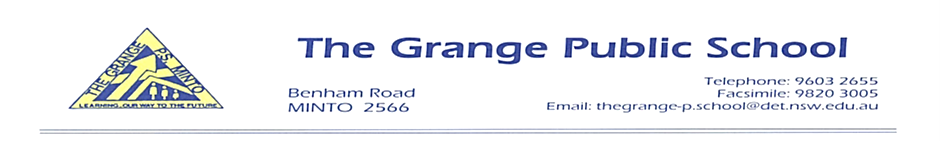 THE GRANGE PS MINTO
LEARNING..OUR WAY TO THE FUTURE
The Grange Public School
Benham Road
MINTO 2566
Telephone: 9603 2655
Facsimile: 9820 3005
Email: thegrange-p.school@det.nsw.edu.au